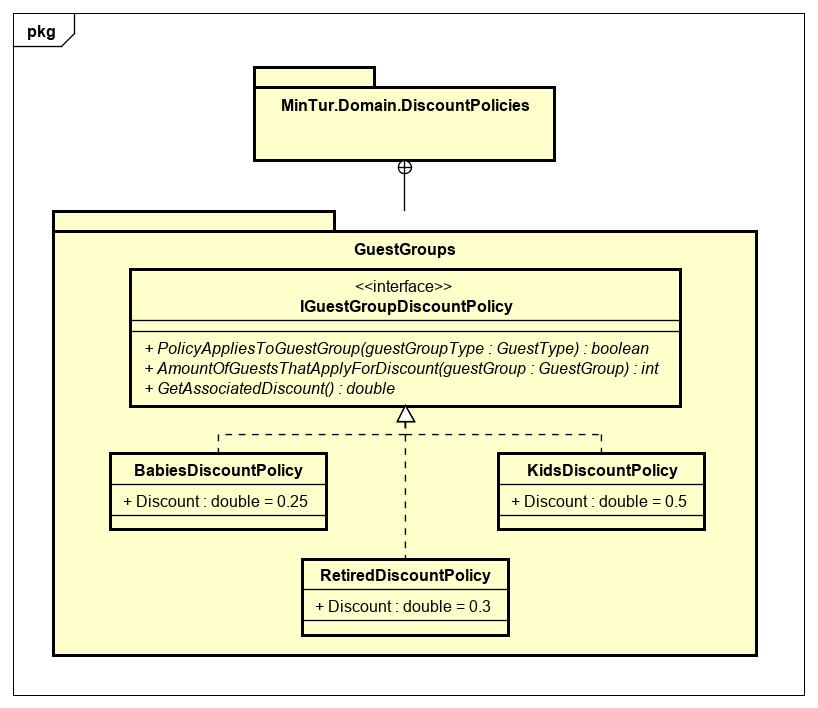 pkg
MinTur.Domain.DiscountPolicies
GuestGroups
<<interface>>
IGuestGroupDiscountPolicy
+ PolicyAppliesToGuestGroup(guestGroupType : GuestType) : boolean
+ AmountOfGuestsThatApplyForDiscount(guestGroup : GuestGroup) : int
+ GetAssociatedDiscount() : double
BabiesDiscountPolicy
+ Discount : double = 0.25
KidsDiscountPolicy
+ Discount : double = 0.5
RetiredDiscountPolicy
+ Discount : double = 0.3